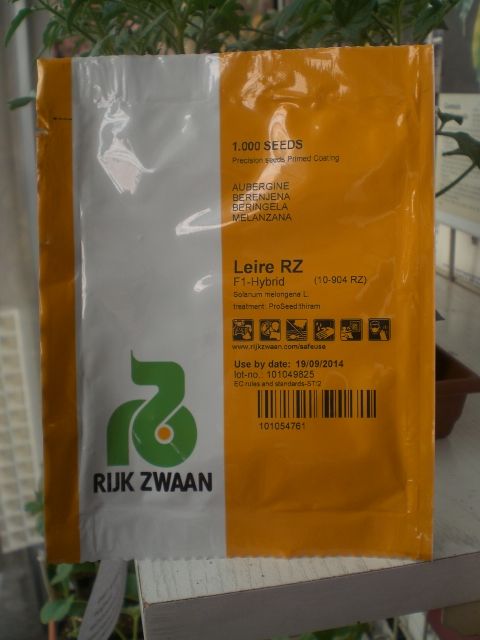 1.000 SEEDS
Precision seeds Primed Coating
AUBERGINE
BERENJENA
BERINGELA
MELANZANA
Leire RZ
F1-Hybrid (10-904 RZ)
Solanum melongena L.
treatment: ProSeed/thiram
www.rijkzwaan.com/safeuse
Use by date: 19/09/2014
lot-no.: 101049825
EC rules and standards-ST/2
101054761
RIJK ZWAAN